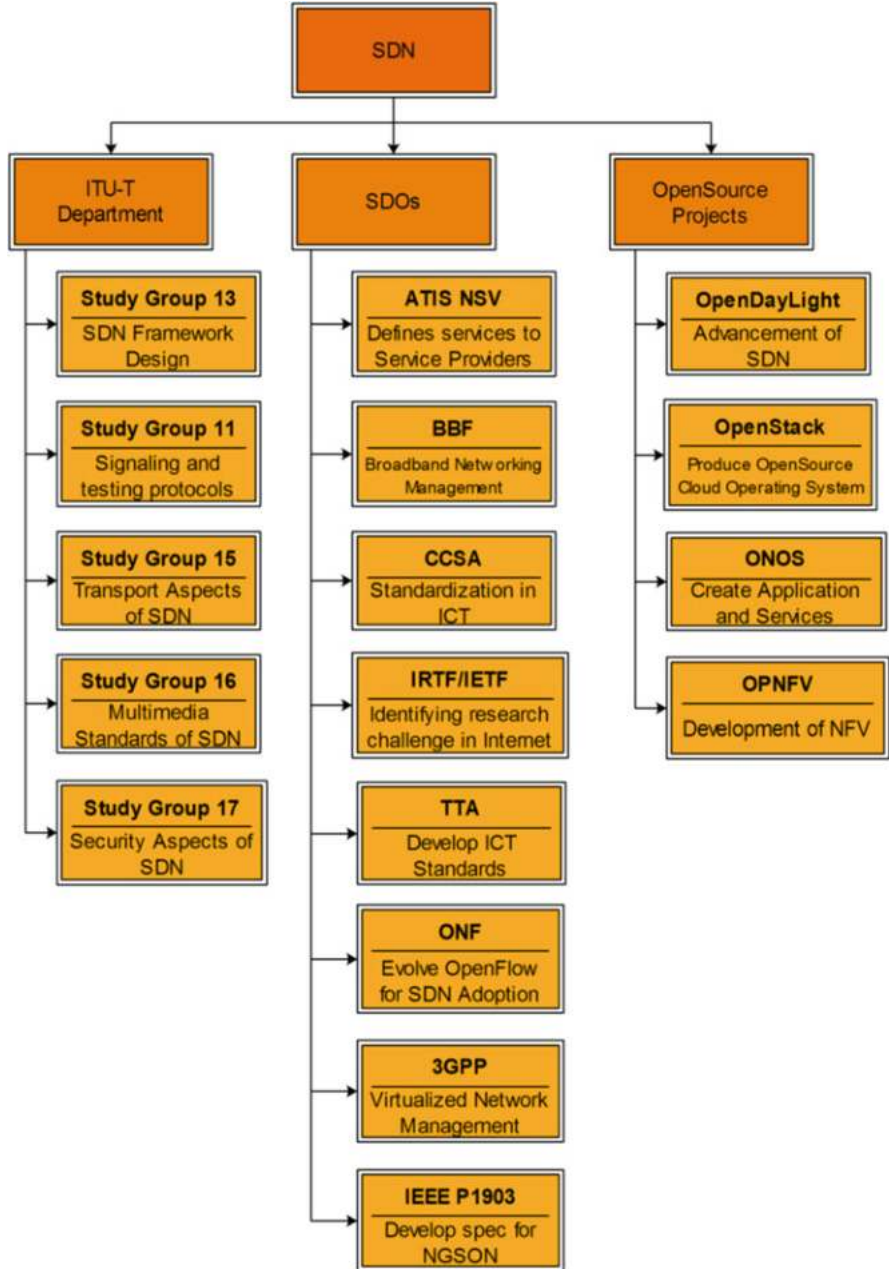 SDN
ITU-T
Department
SDOs
OpenSource
Projects
Study Group 13
SDN Framework
Design
Study Group 11
Signaling and
testing protocols
Study Group 15
Transport Aspects
of SDN
Study Group 16
Multimedia
Standards of SDN
Study Group 17
Security Aspects of
SDN
ATIS NSV
Defines services to
Service Providers
BBF
Broadband Networking
Management
CCSA
Standardization in
ICT
IRTF/IETF
Identifying research
challenge in Internet
TTA
Develop ICT
Standards
ONF
Evolve OpenFlow
for SDN Adoption
3GPP
Virtualized Network
Management
IEEE P1903
Develop spec for
NGSON
OpenDayLight
Advancement of
SDN
OpenStack
Produce OpenSource
Cloud Operating System
ONOS
Create Application
and Services
OPNFV
Development of NFV